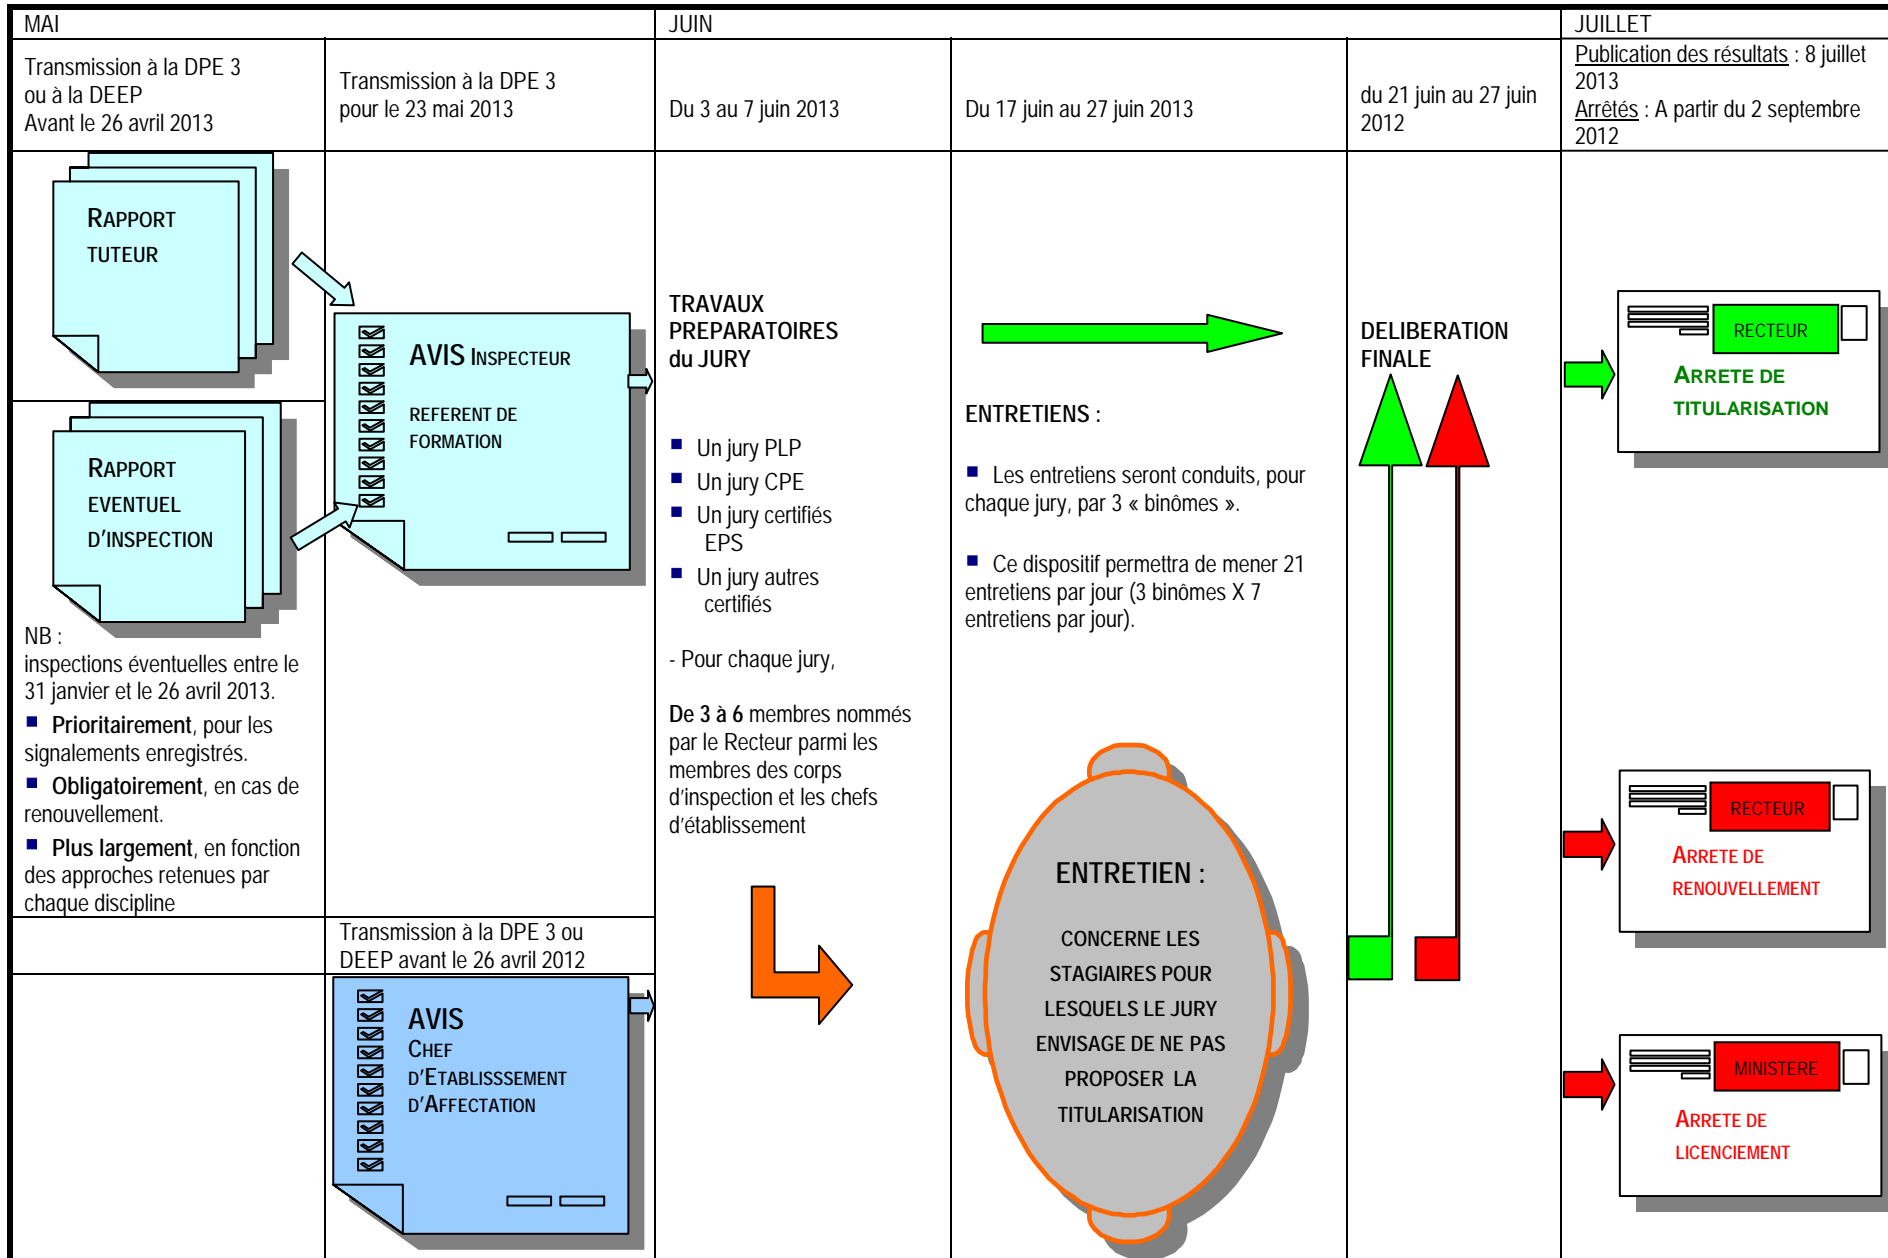 MAI
JUIN
JUILLET
Transmission à la DPE 3
ou à la DEEP
Avant le 26 avril 2013
Transmission à la DPE 3
pour le 23 mai 2013
Du 3 au 7 juin 2013
Du 17 juin au 27 juin 2013
du 21 juin au 27 juin
2012
Publication des résultats : 8 juillet
2013
Arrêtés : A partir du 2 septembre
2012
RAPPORT
TUTEUR
RAPPORT
EVENTUEL
D'INSPECTION
NB :
inspections éventuelles entre le
31 janvier et le 26 avril 2013.
■ Prioritairement, pour les
signalements enregistrés.
■ Obligatoirement, en cas de
renouvellement.
■ Plus largement, en fonction
des approches retenues par
chaque discipline
AVIS INSPECTEUR
REFERENT DE
FORMATION
Transmission à la DPE 3 ou
DEEP avant le 26 avril 2012
AVIS
CHEF
D'ETABLISSSEMENT
D'AFFECTATION
TRAVAUX
PREPARATOIRES
du JURY
■ Un jury PLP
■ Un jury CPE
■ Un jury certifiés
EPS
■ Un jury autres
certifiés
- Pour chaque jury,
De 3 à 6 membres nommés
par le Recteur parmi les
membres des corps
d'inspection et les chefs
d'établissement
ENTRETIENS :
■ Les entretiens seront conduits, pour
chaque jury, par 3 « binômes ».
■ Ce dispositif permettra de mener 21
entretiens par jour (3 binômes X 7
entretiens par jour).
ENTRETIEN :
CONCERNE LES
STAGIAIRES POUR
LESQUELS LE JURY
ENVISAGE DE NE PAS
PROPOSER LA
TITULARISATION
DELIBERATION
FINALE
RECTEUR
ARRETE DE
TITULARISATION
RECTEUR
ARRETE DE
RENOUVELLEMENT
MINISTERE
ARRETE DE
LICENCIEMENT